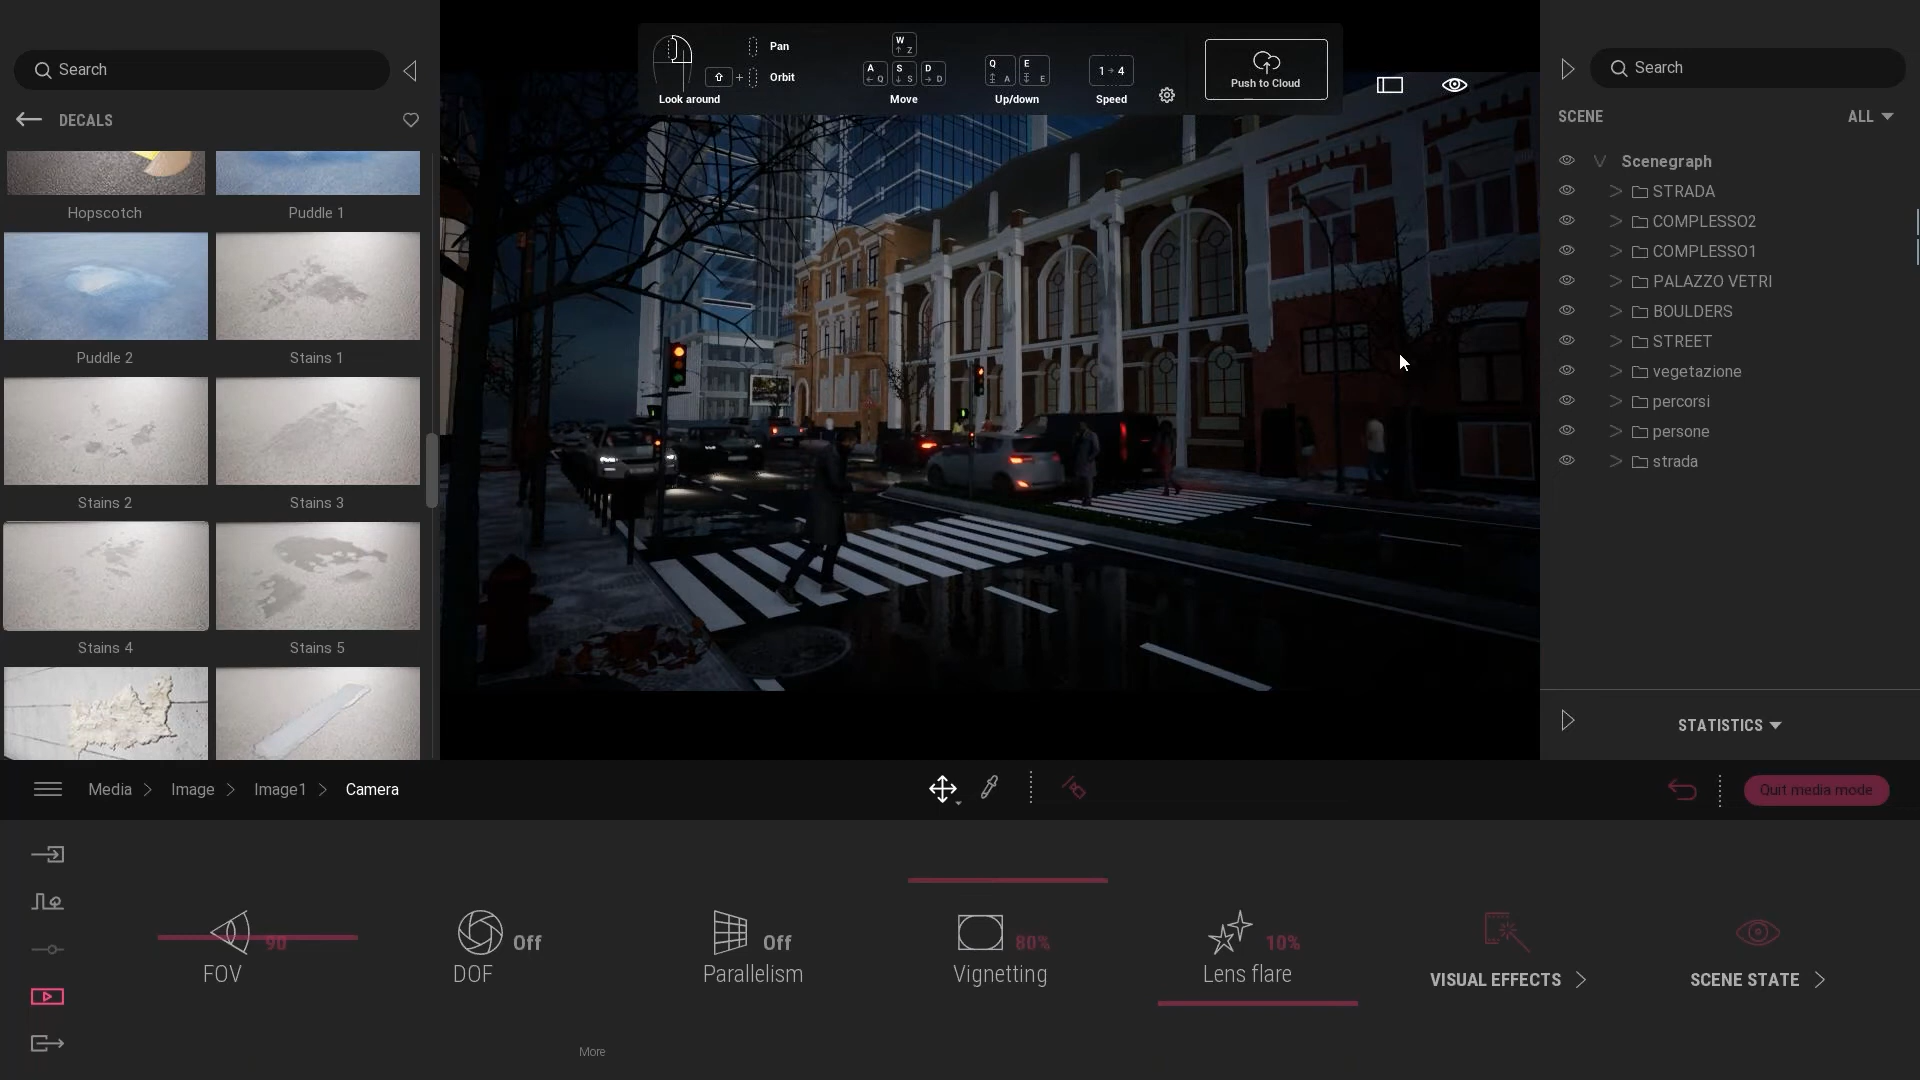 Search
DECALS
Hopscotch
Puddle 1
Puddle 2
Stains 1
Stains 2
Stains 3
Stains 4
Stains 5
Look around
Pan
+
Orbit
W
Z
A
Q
S
S
D
D
Move
Q
A
E
E
Up/down
1 → 4
Speed
Push to Cloud
Search
SCENE
ALL
Scenegraph
STRADA
COMPLESSO2
COMPLESSO1
PALAZZO VETRI
BOULDERS
STREET
vegetazione
percorsi
persone
strada
STATISTICS
Media > Image > Image1 > Camera
Quit media mode
90
FOV
Off
DOF
Off
Parallelism
80%
Vignetting
10%
Lens flare
VISUAL EFFECTS
SCENE STATE
More